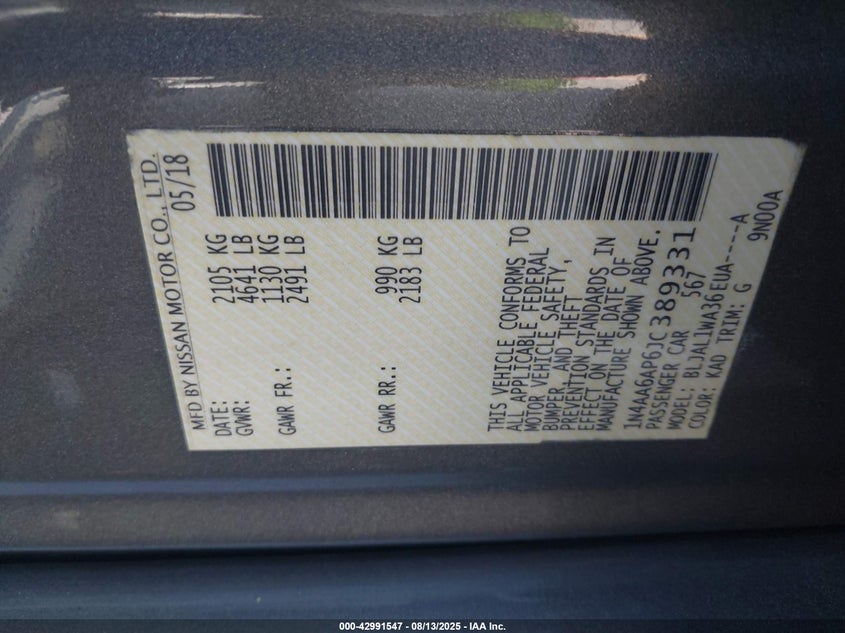 MFD BY NISSAN MOTOR CO., LTD.
DATE: 05/18
GVWR: 2105 KG
4641 LB
GAWR FR.: 1130 KG
2491 LB
GAWR RR.: 990 KG
2183 LB
THIS VEHICLE CONFORMS TO
ALL APPLICABLE FEDERAL
MOTOR VEHICLE SAFETY,
BUMPER, AND THEFT
PREVENTION STANDARDS IN
EFFECT ON THE DATE OF
MANUFACTURE SHOWN ABOVE.
1N4AA6AP6JC389331
PASSENGER CAR 567
MODEL: BLJALlWA36EUA----A
COLOR: KAD TRIM: G 9N00A
000-42991547 - 08/13/2025 - IAA Inc.